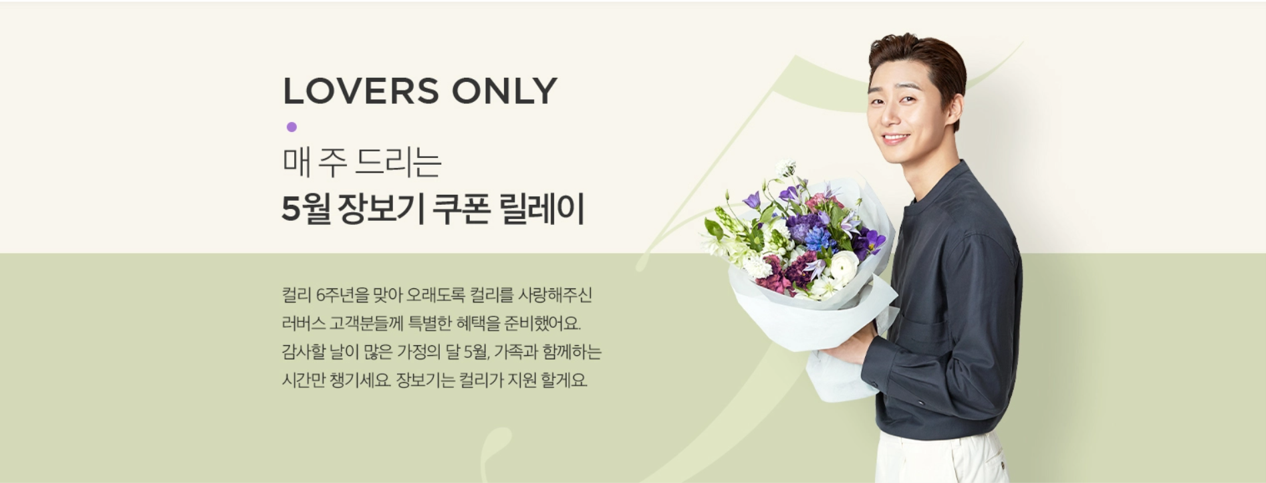 LOVERS ONLY
매 주 드리는
5월 장보기 쿠폰 릴레이
컬리 6주년을 맞아 오래도록 컬리를 사랑해주신
러버스 고객분들께 특별한 혜택을 준비했어요.
감사할 날이 많은 가정의 달 5월, 가족과 함께하는
시간만 챙기세요. 장보기는 컬리가 지원 할게요.